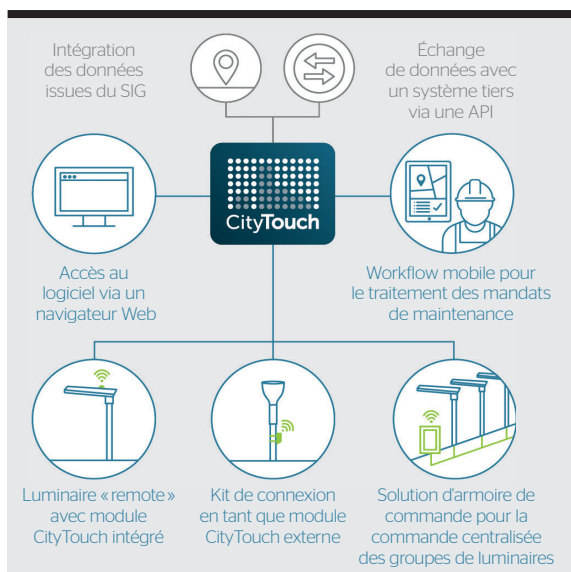 Intégration
des données
issues du SIG
Échange
de données avec
un système tiers
via une API
CityTouch
Accès au
logiciel via un
navigateur Web
Workflow mobile pour
le traitement des mandats
de maintenance
Luminaire « remote »
avec module
CityTouch intégré
Kit de connexion
en tant que module
CityTouch externe
Solution d'armoire de
commande pour la
commande centralisée
des groupes de luminaires